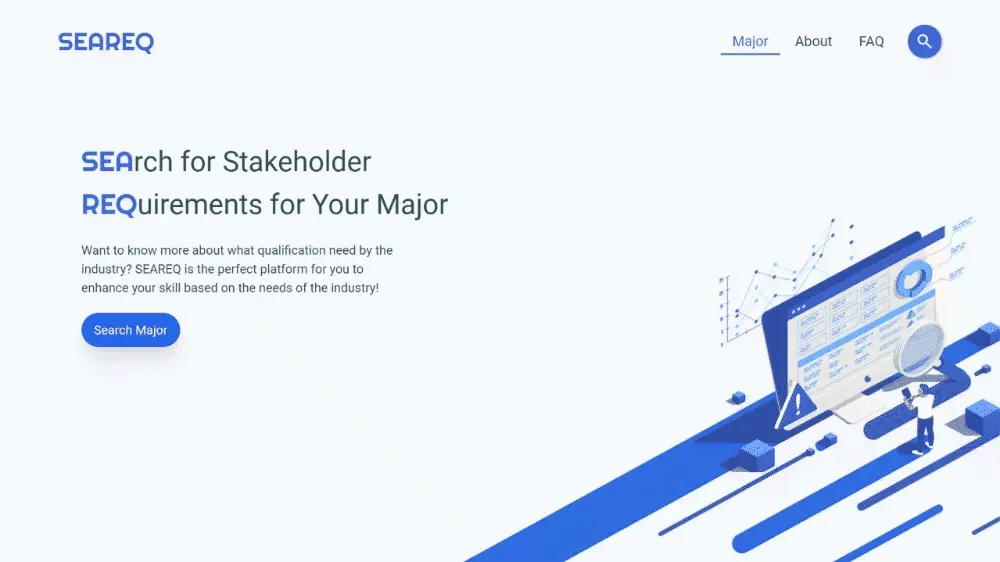 SEAREQ
Major About FAQ
SEArch for Stakeholder
REQuirements for Your Major
Want to know more about what qualification need by the
industry? SEAREQ is the perfect platform for you to
enhance your skill based on the needs of the industry!
Search Major